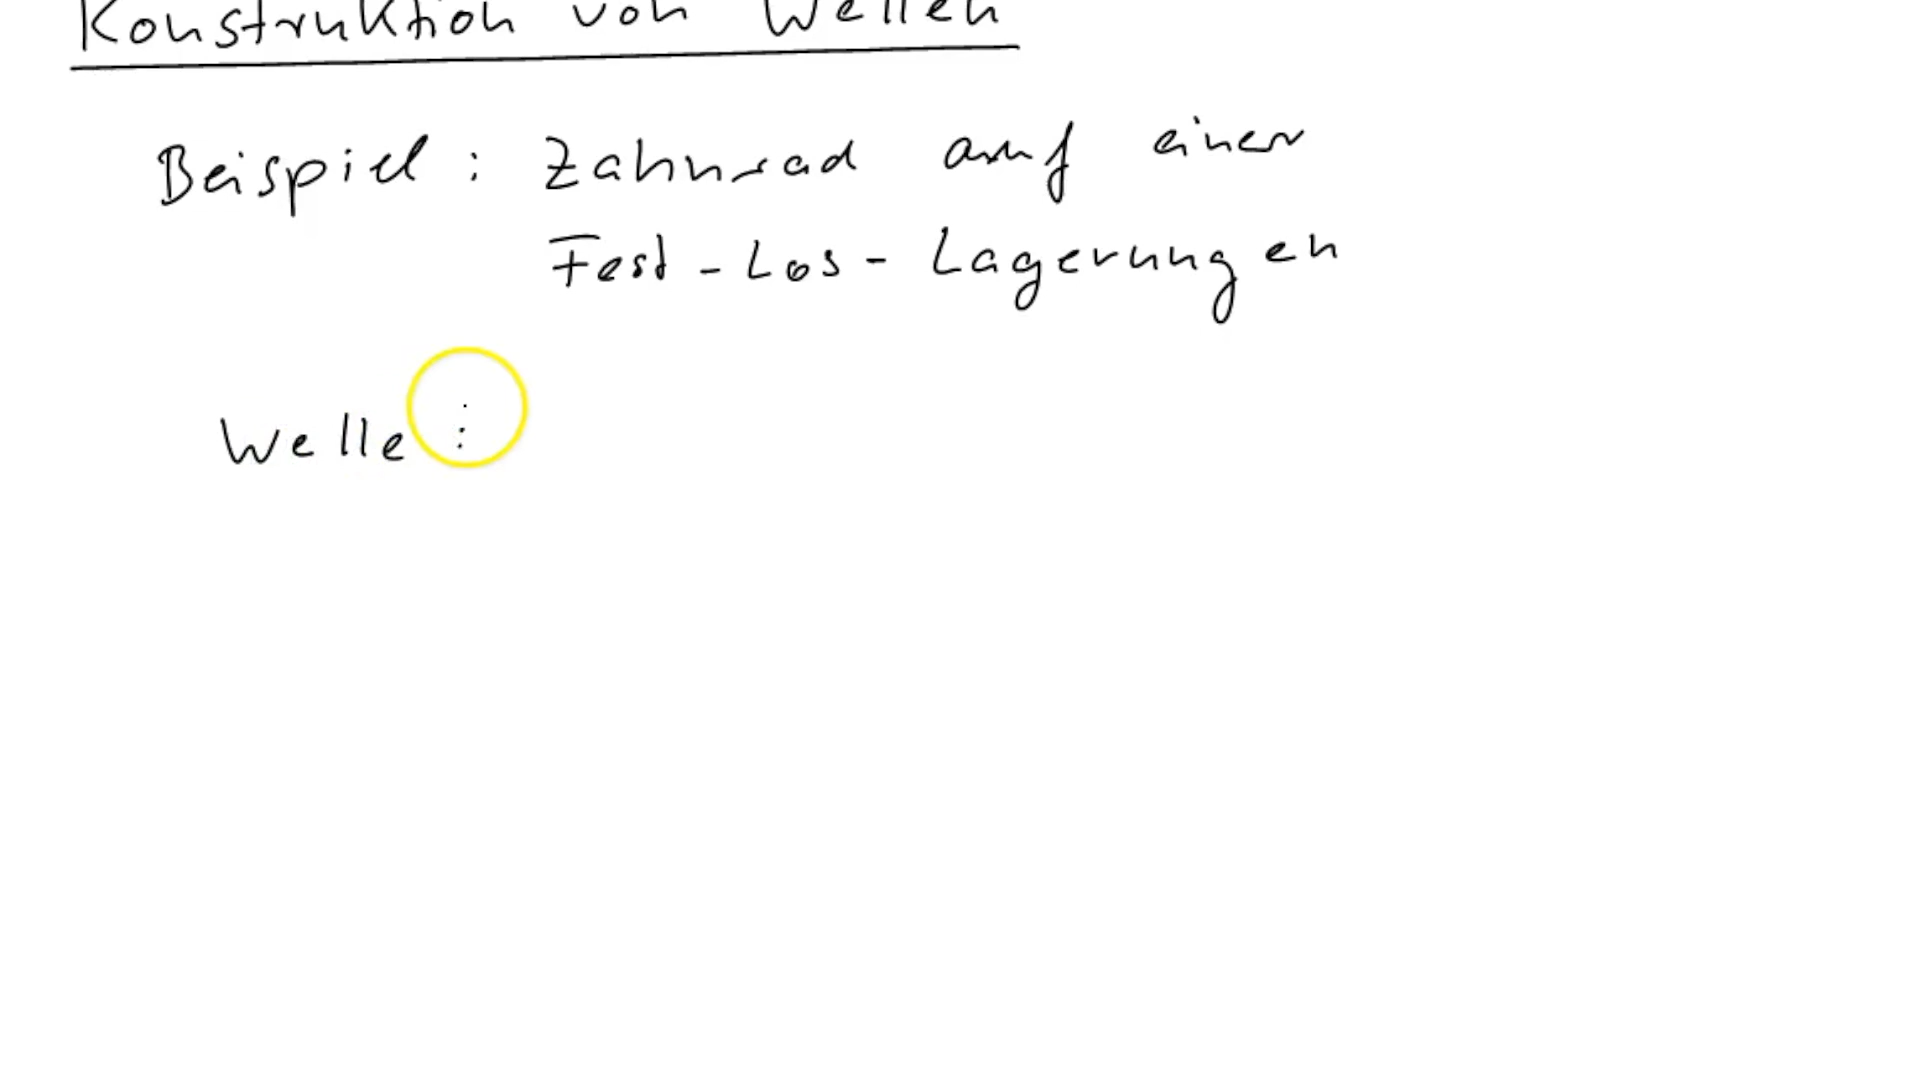 Konstruktion von Wellen
Beispiel : Zahnrad auf einer
Fest - Los - Lagerungen
Welle :